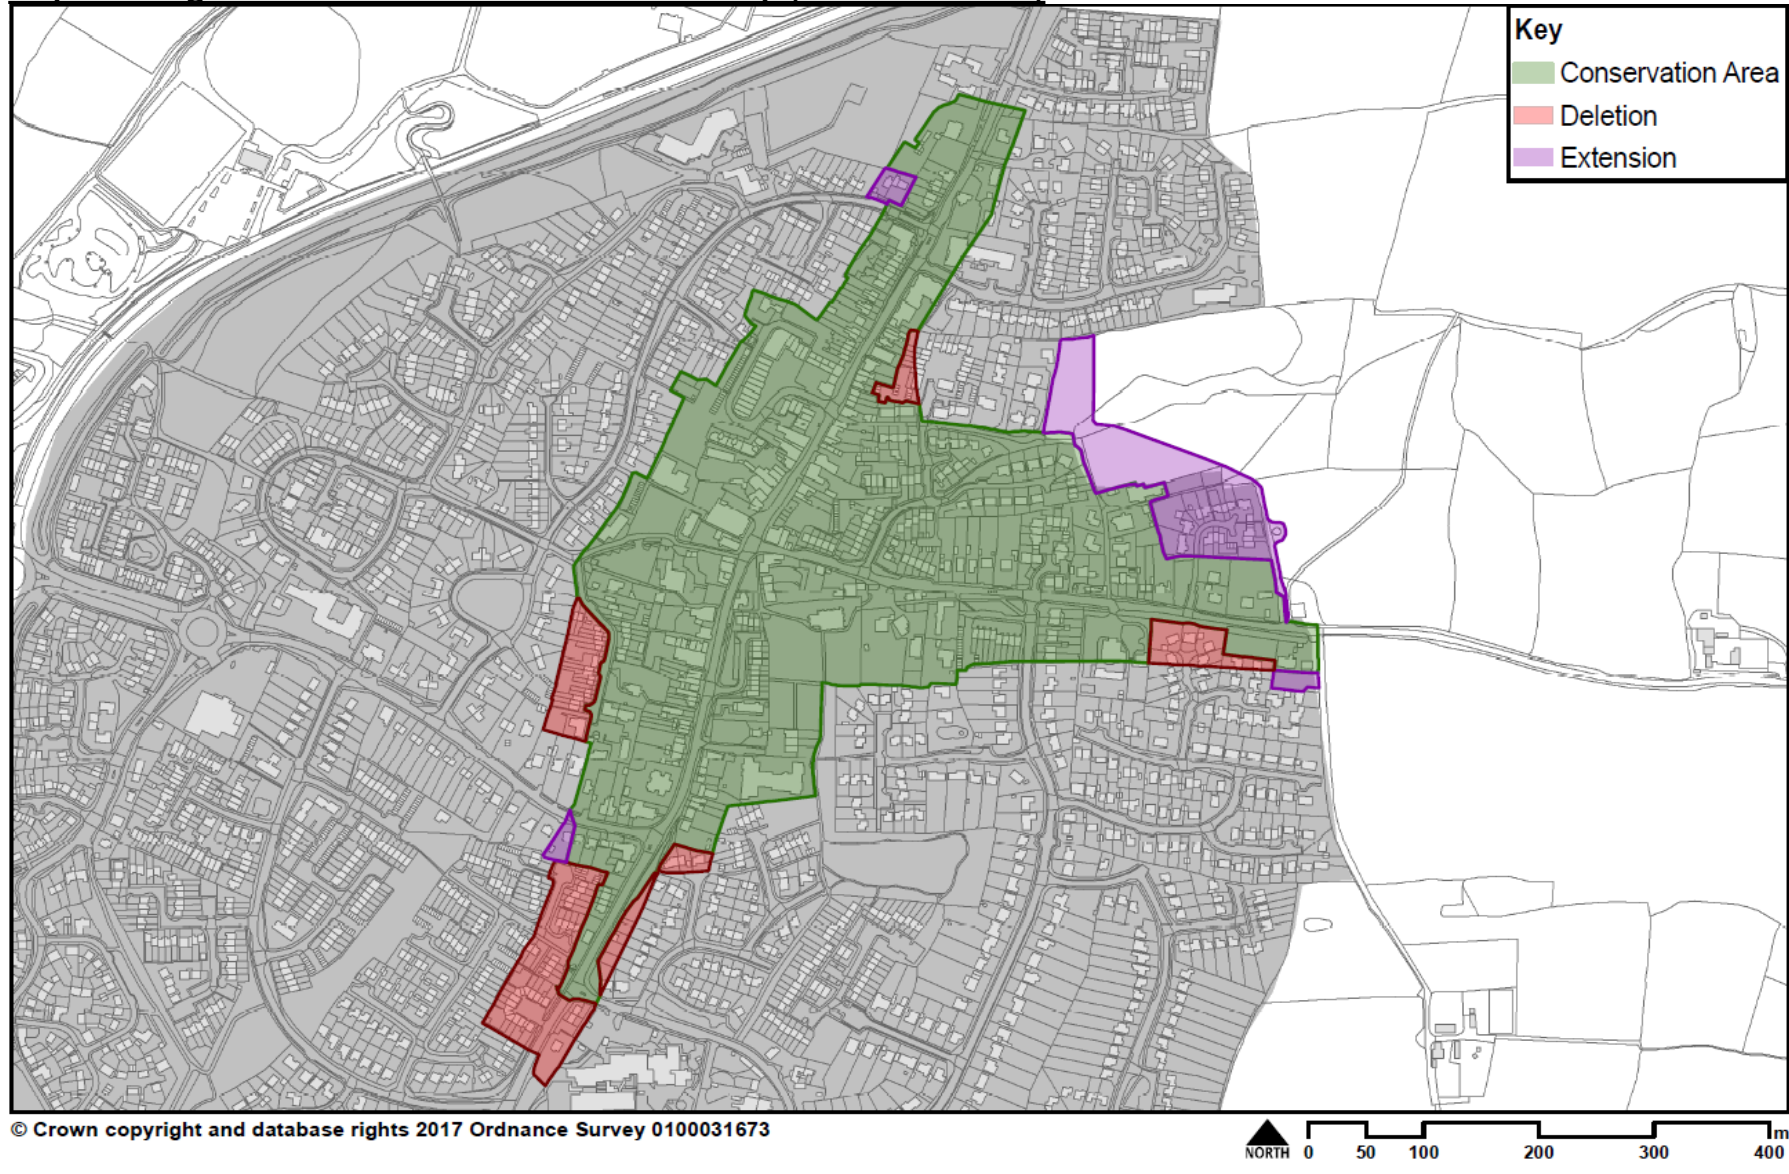 Key
Conservation Area
Deletion
Extension
© Crown copyright and database rights 2017 Ordnance Survey 0100031673
NORTH 0 50 100 200 300 400 m